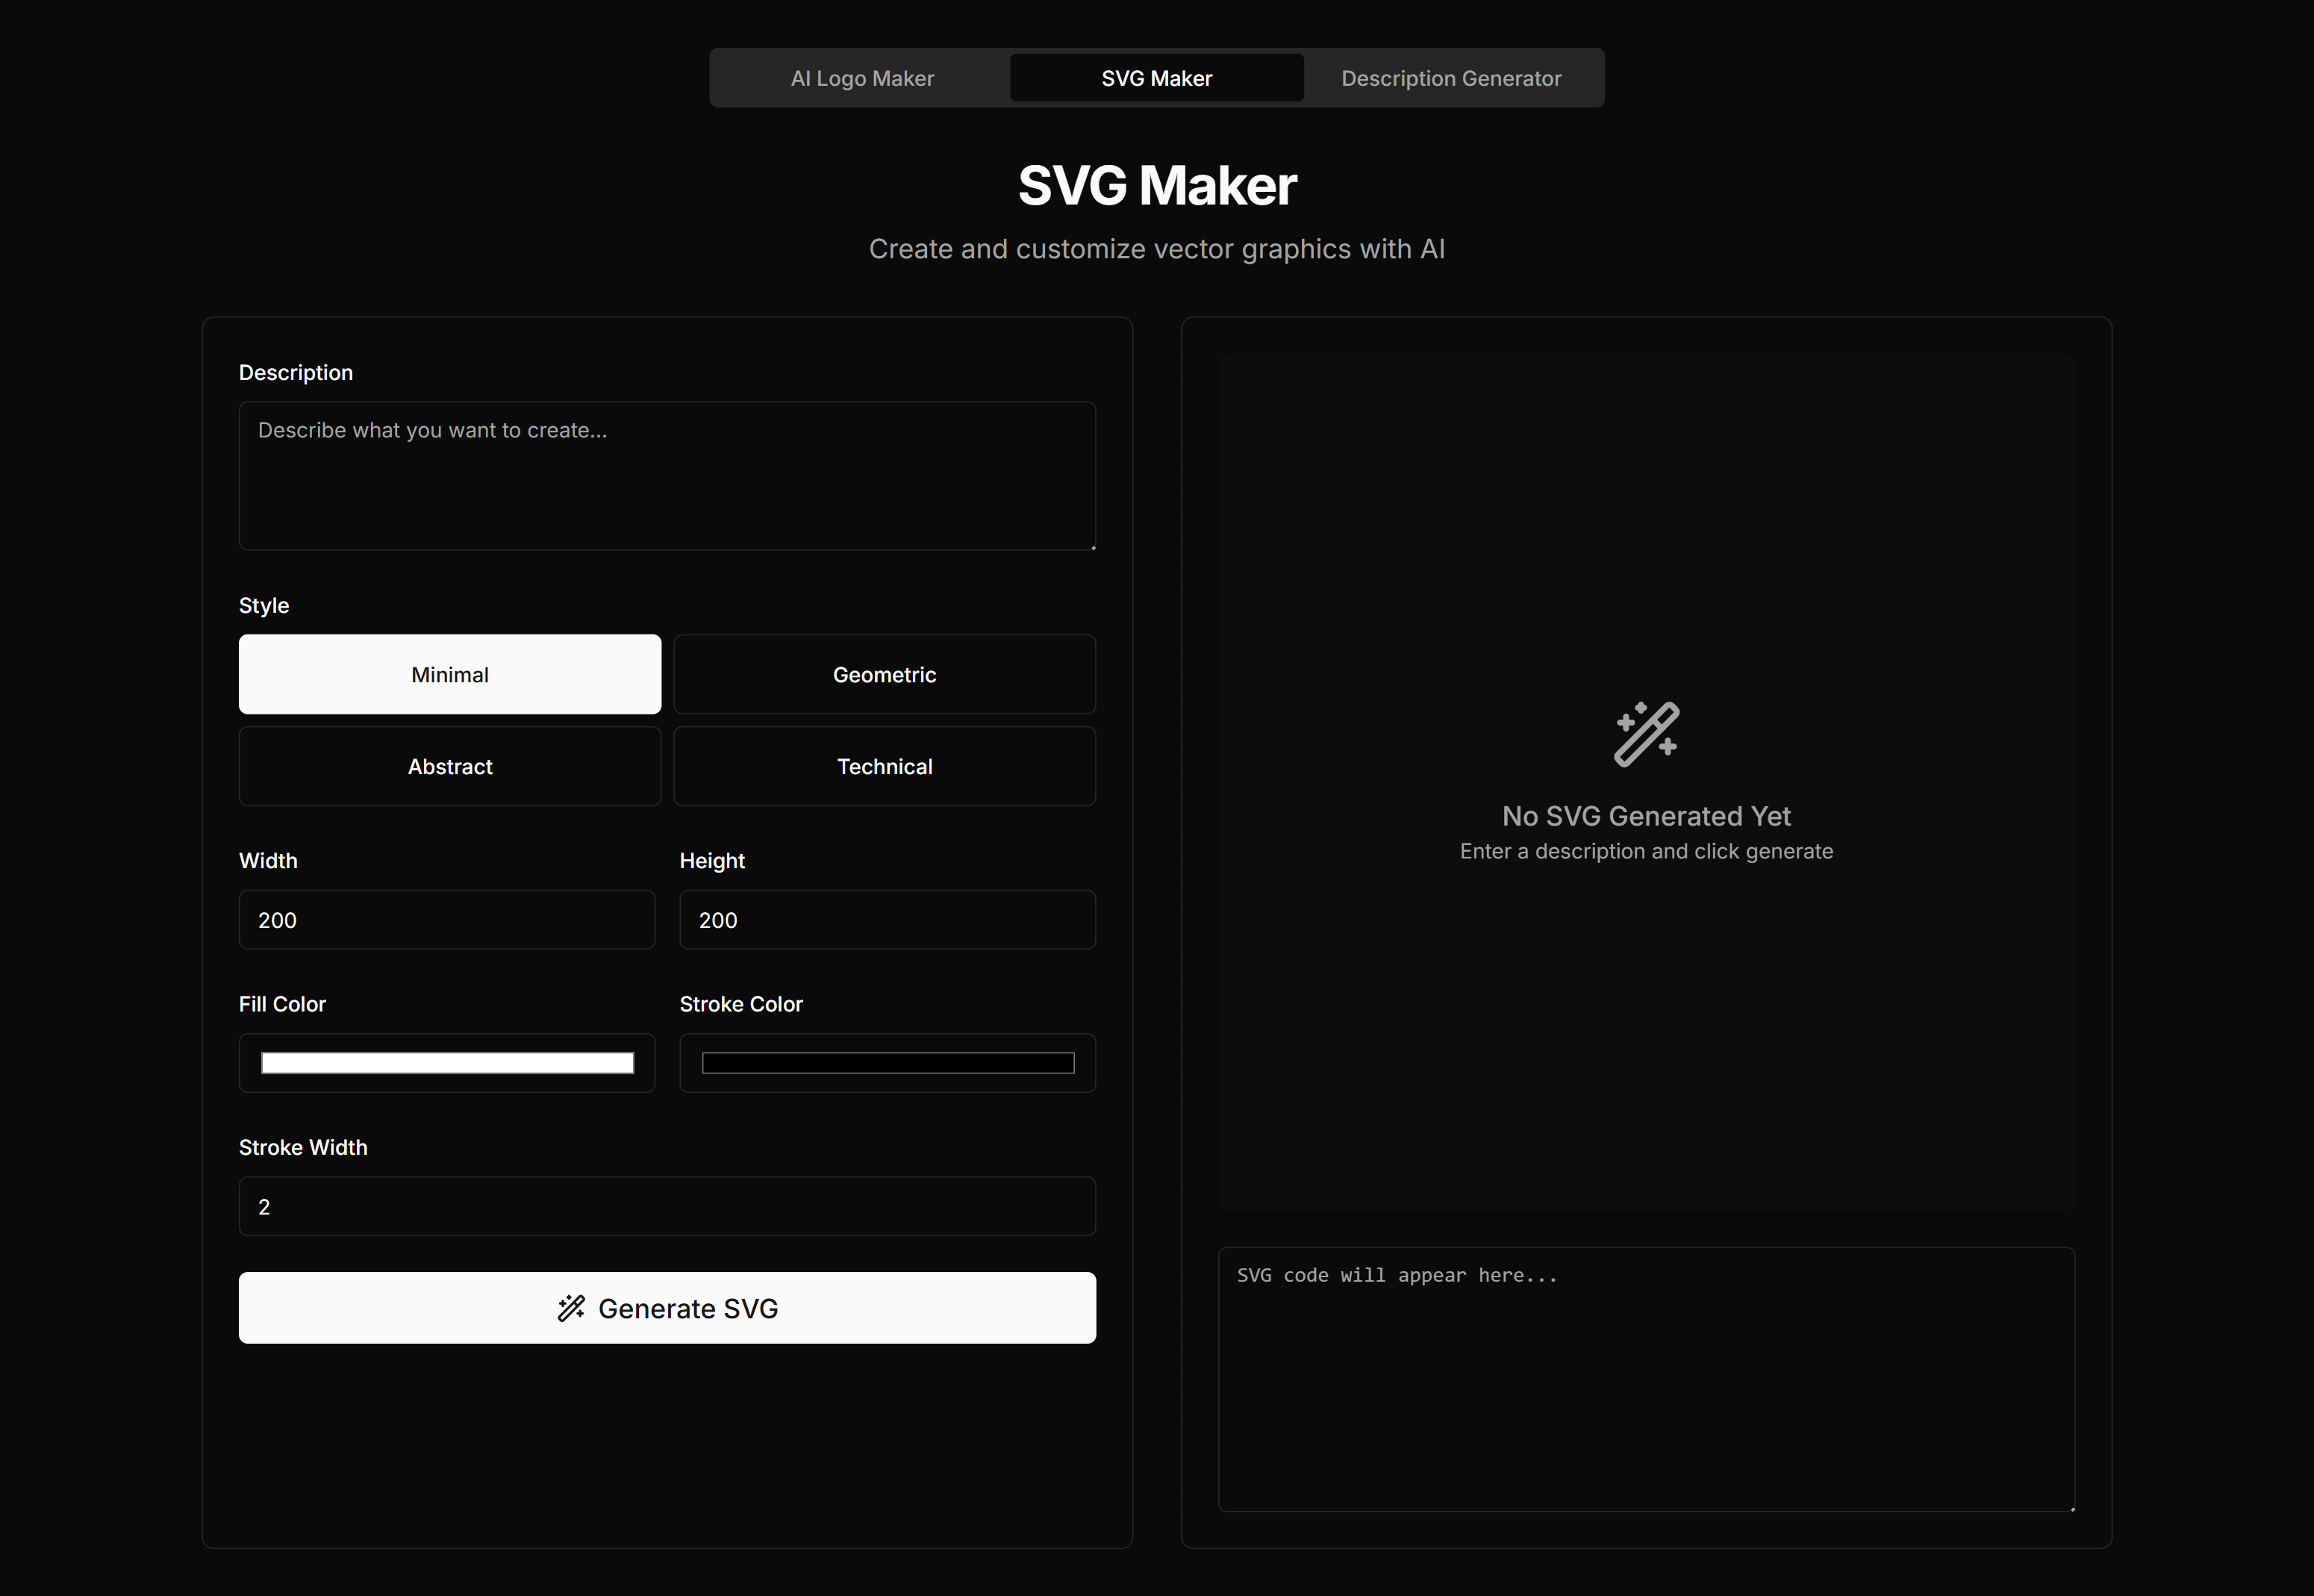 AI Logo Maker
SVG Maker
Description Generator
SVG Maker
Create and customize vector graphics with AI
Description
Describe what you want to create...
Style
Minimal
Geometric
Abstract
Technical
Width
Height
200
200
Fill Color
Stroke Color
Stroke Width
2
Generate SVG
No SVG Generated Yet
Enter a description and click generate
SVG code will appear here...